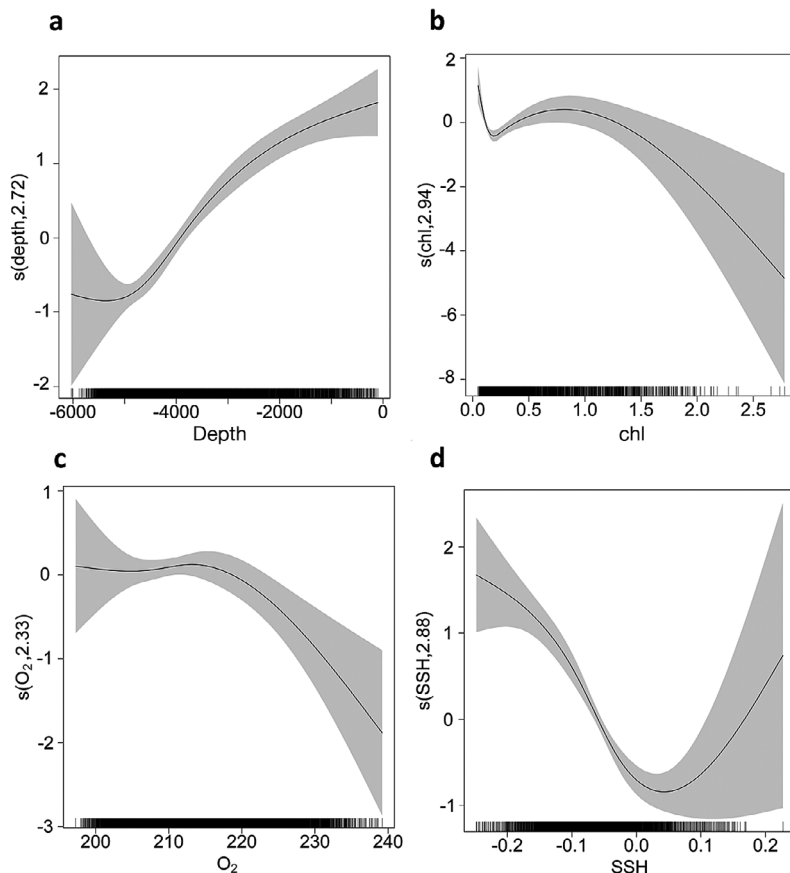 a
2
1
0
-1
-2
s(depth,2.72)
-6000 -4000 -2000 0
Depth
b
2
0
-2
-4
-6
-8
s(chl,2.94)
0.0 0.5 1.0 1.5 2.0 2.5
chl
c
1
0
-1
-2
-3
s(O₂,2.33)
200 210 220 230 240
O₂
d
2
1
0
-1
s(SSH,2.88)
-0.2 -0.1 0.0 0.1 0.2
SSH